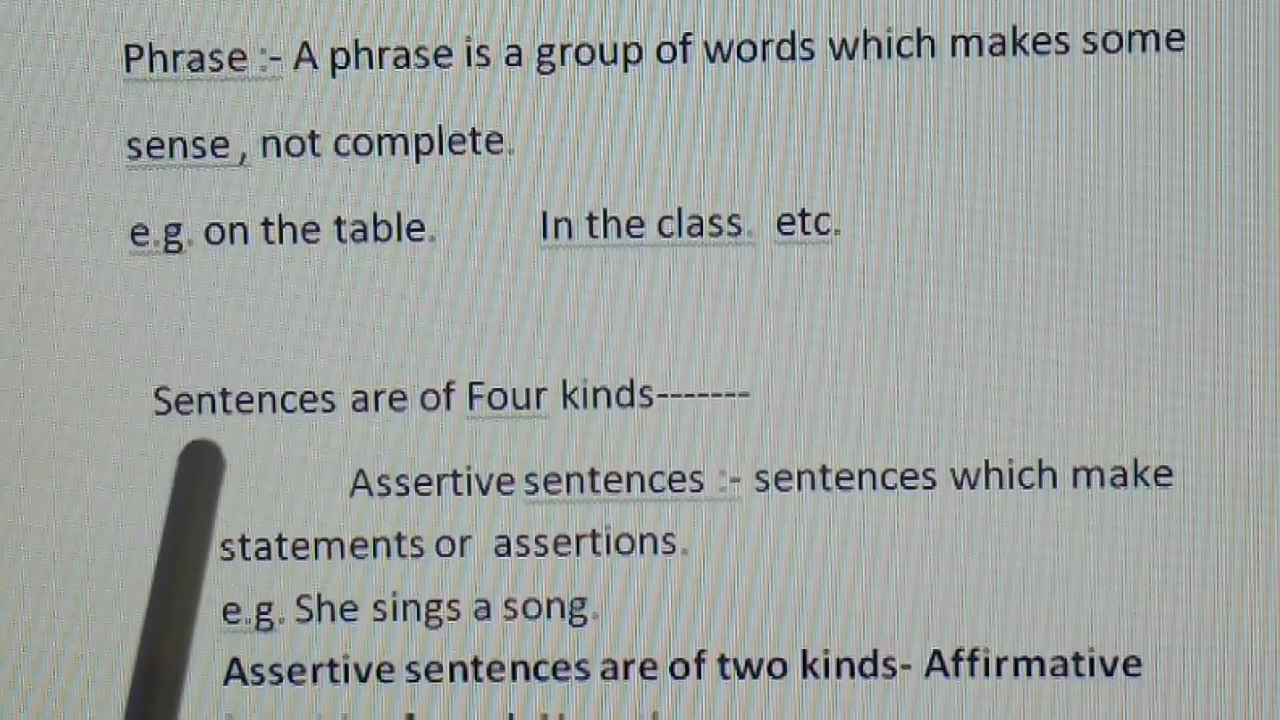 Phrase :- A phrase is a group of words which makes some
sense , not complete.
e.g. on the table. In the class. etc.
Sentences are of Four kinds-------
Assertive sentences :- sentences which make
statements or assertions.
e.g. She sings a song.
Assertive sentences are of two kinds- Affirmative